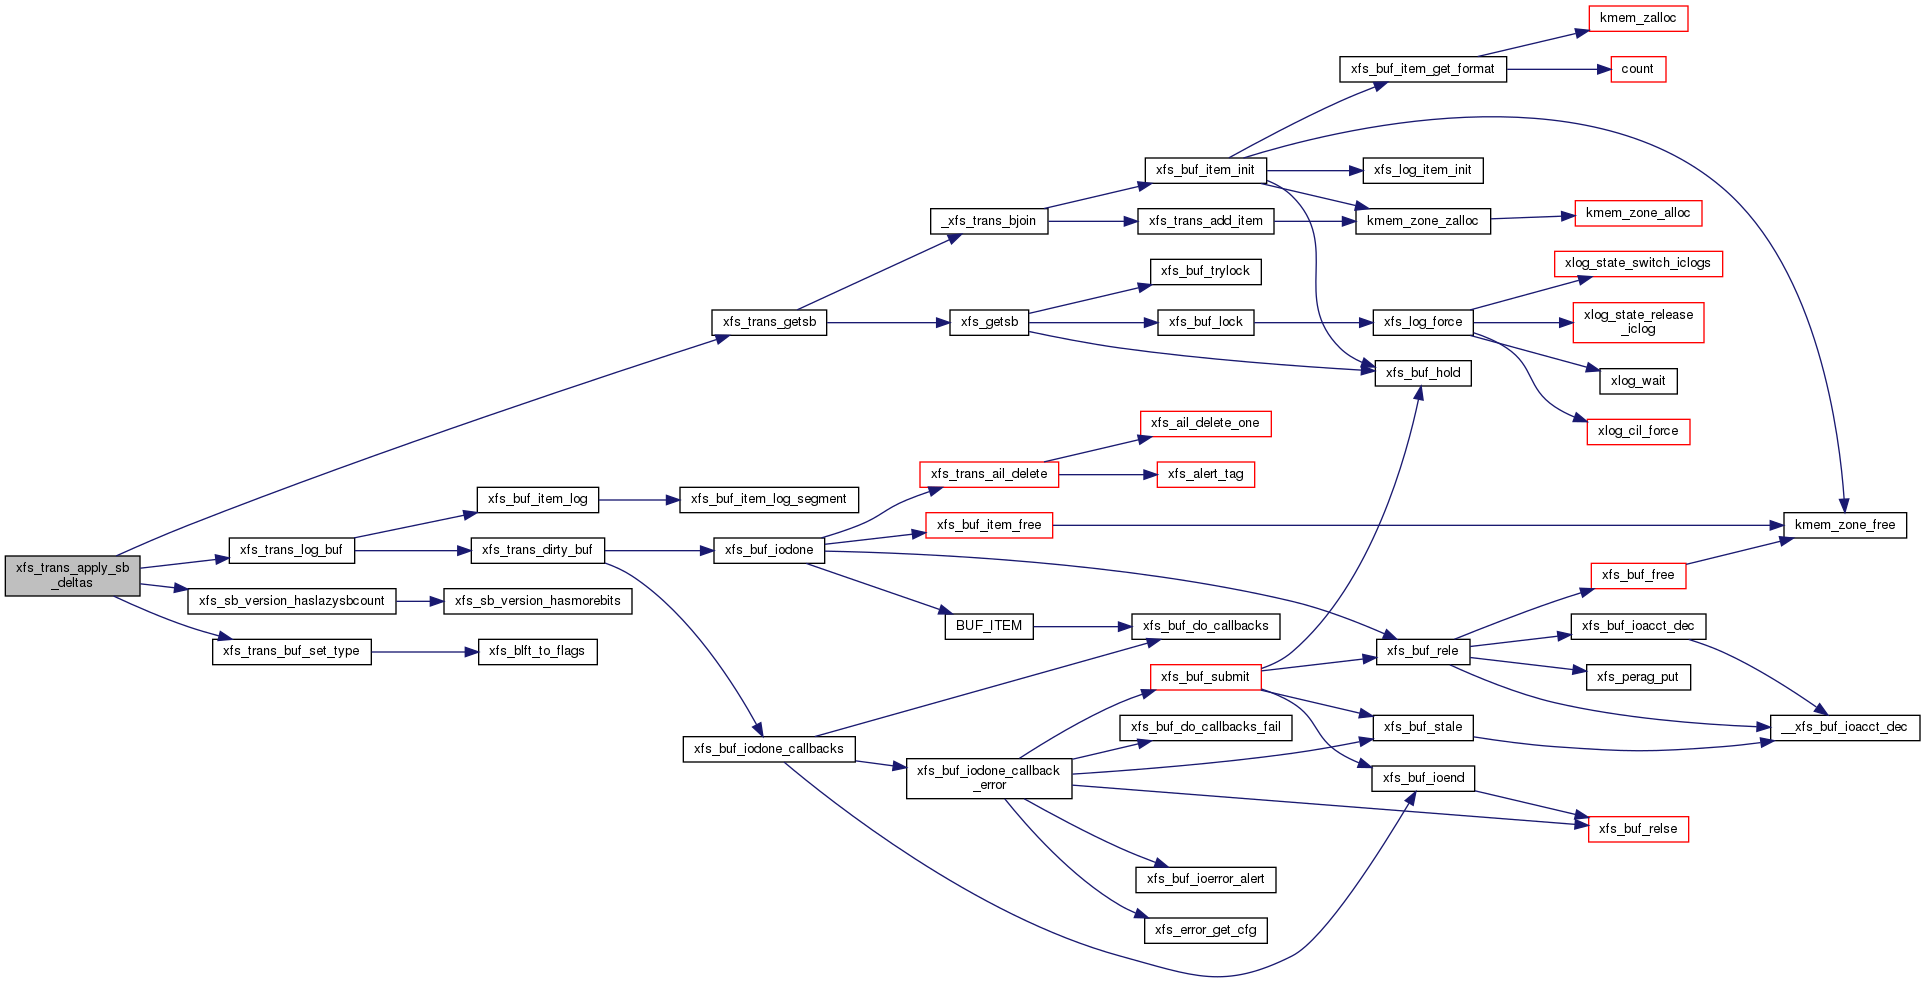 kmem_zalloc
xfs_buf_item_get_format
count
xfs_buf_item_init
xfs_log_item_init
_xfs_trans_bjoin
xfs_trans_add_item
kmem_zone_zalloc
kmem_zone_alloc
xfs_buf_trylock
xlog_state_switch_iclogs
xfs_trans_getsb
xfs_getsb
xfs_buf_lock
xfs_log_force
xlog_state_release
_iclog
xfs_buf_hold
xlog_wait
xfs_ail_delete_one
xlog_cil_force
xfs_trans_ail_delete
xfs_alert_tag
xfs_buf_item_log
xfs_buf_item_log_segment
xfs_buf_item_free
kmem_zone_free
xfs_trans_log_buf
xfs_trans_dirty_buf
xfs_buf_iodone
xfs_trans_apply_sb
_deltas
xfs_buf_free
xfs_sb_version_haslazysbcount
xfs_sb_version_hasmorebits
BUF_ITEM
xfs_buf_do_callbacks
xfs_buf_ioacct_dec
xfs_trans_buf_set_type
xfs_blft_to_flags
xfs_buf_rele
xfs_buf_submit
xfs_perag_put
xfs_buf_do_callbacks_fail
xfs_buf_stale
__xfs_buf_ioacct_dec
xfs_buf_iodone_callbacks
xfs_buf_iodone_callback
_error
xfs_buf_ioend
xfs_buf_relse
xfs_buf_ioerror_alert
xfs_error_get_cfg